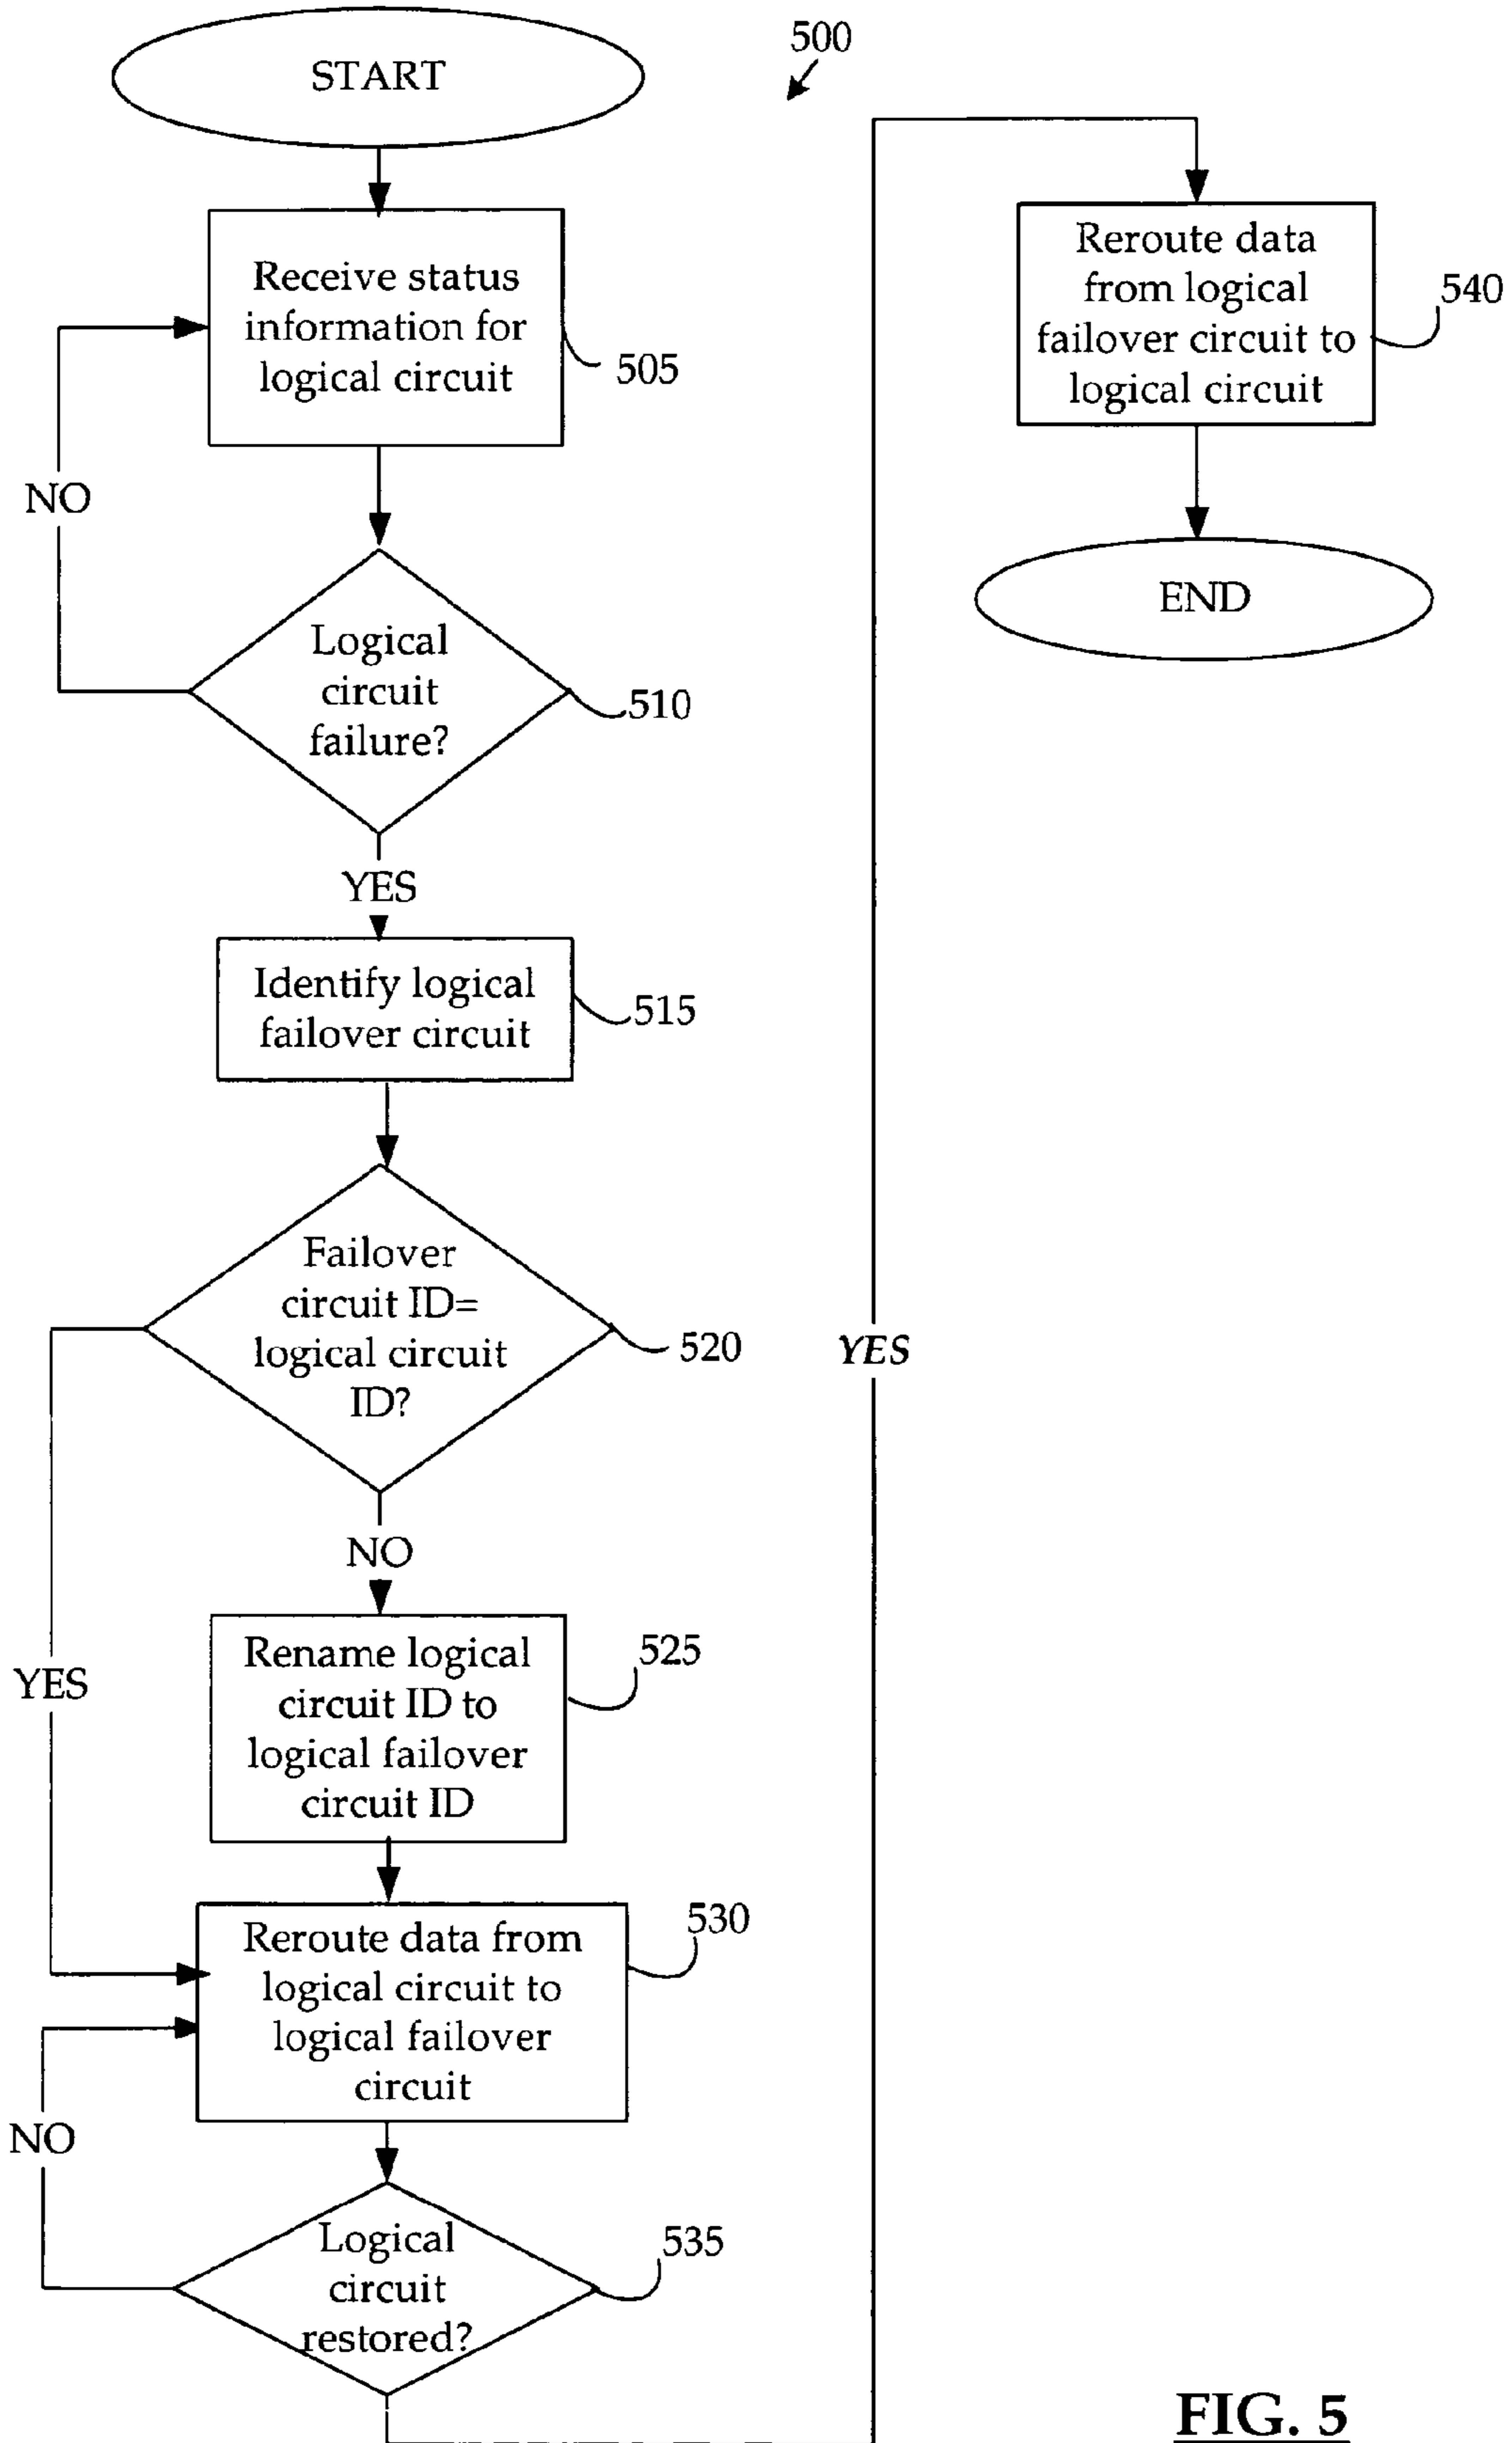 START
500
Receive status
information for
logical circuit
505
NO
Logical
circuit
failure?
510
YES
Identify logical
failover circuit
515
Failover
circuit ID=
logical circuit
ID?
520
NO
YES
Rename logical
circuit ID to
logical failover
circuit ID
525
Reroute data from
logical circuit to
logical failover
circuit
530
NO
Logical
circuit
restored?
535
YES
Reroute data
from logical
failover circuit to
logical circuit
540
END
FIG. 5